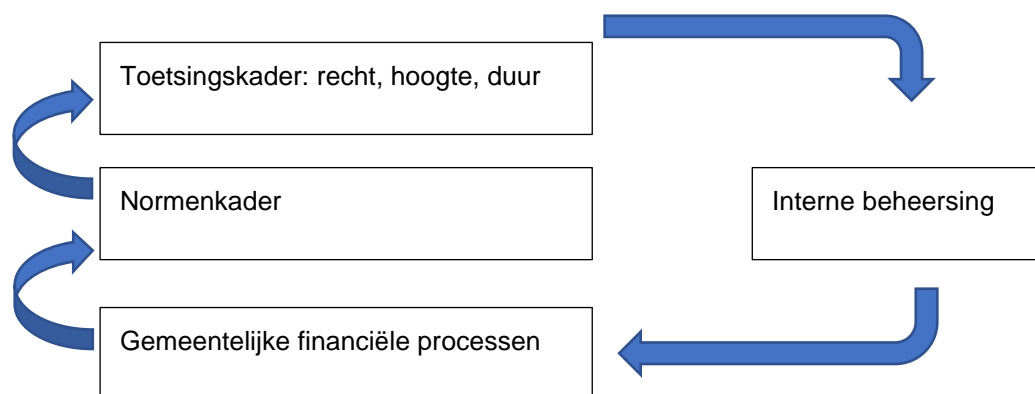 Toetsingskader: recht, hoogte, duur
Normenkader
Interne beheersing
Gemeentelijke financiële processen